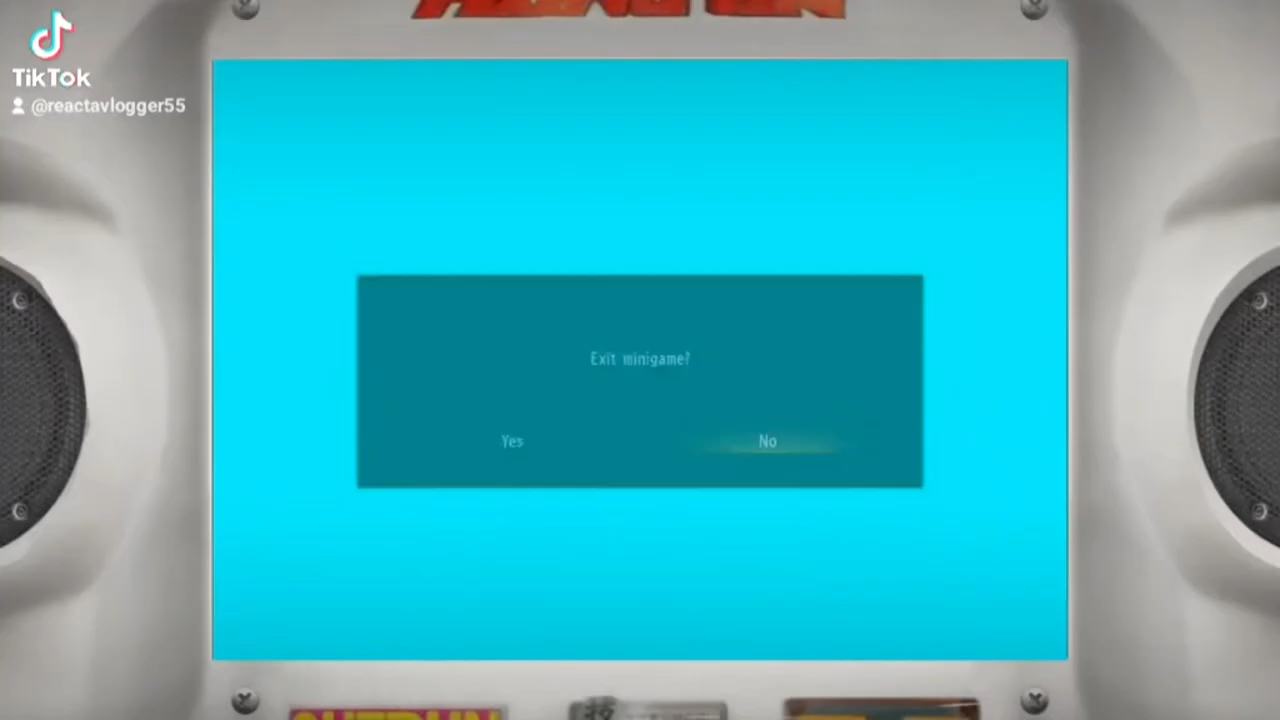 TikTok
@reactavlogger55
Exit minigame?
Yes
No